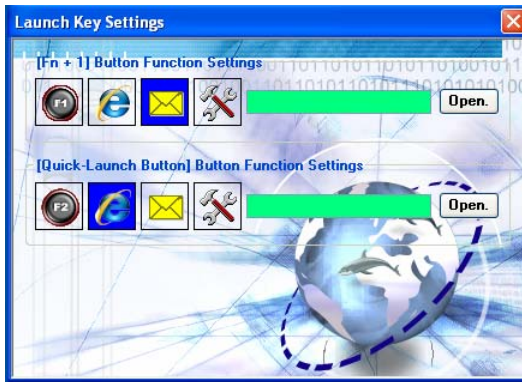 Launch Key Settings
[Fn + 1] Button Function Settings
F1
Open.
[Quick-Launch Button] Button Function Settings
F2
Open.